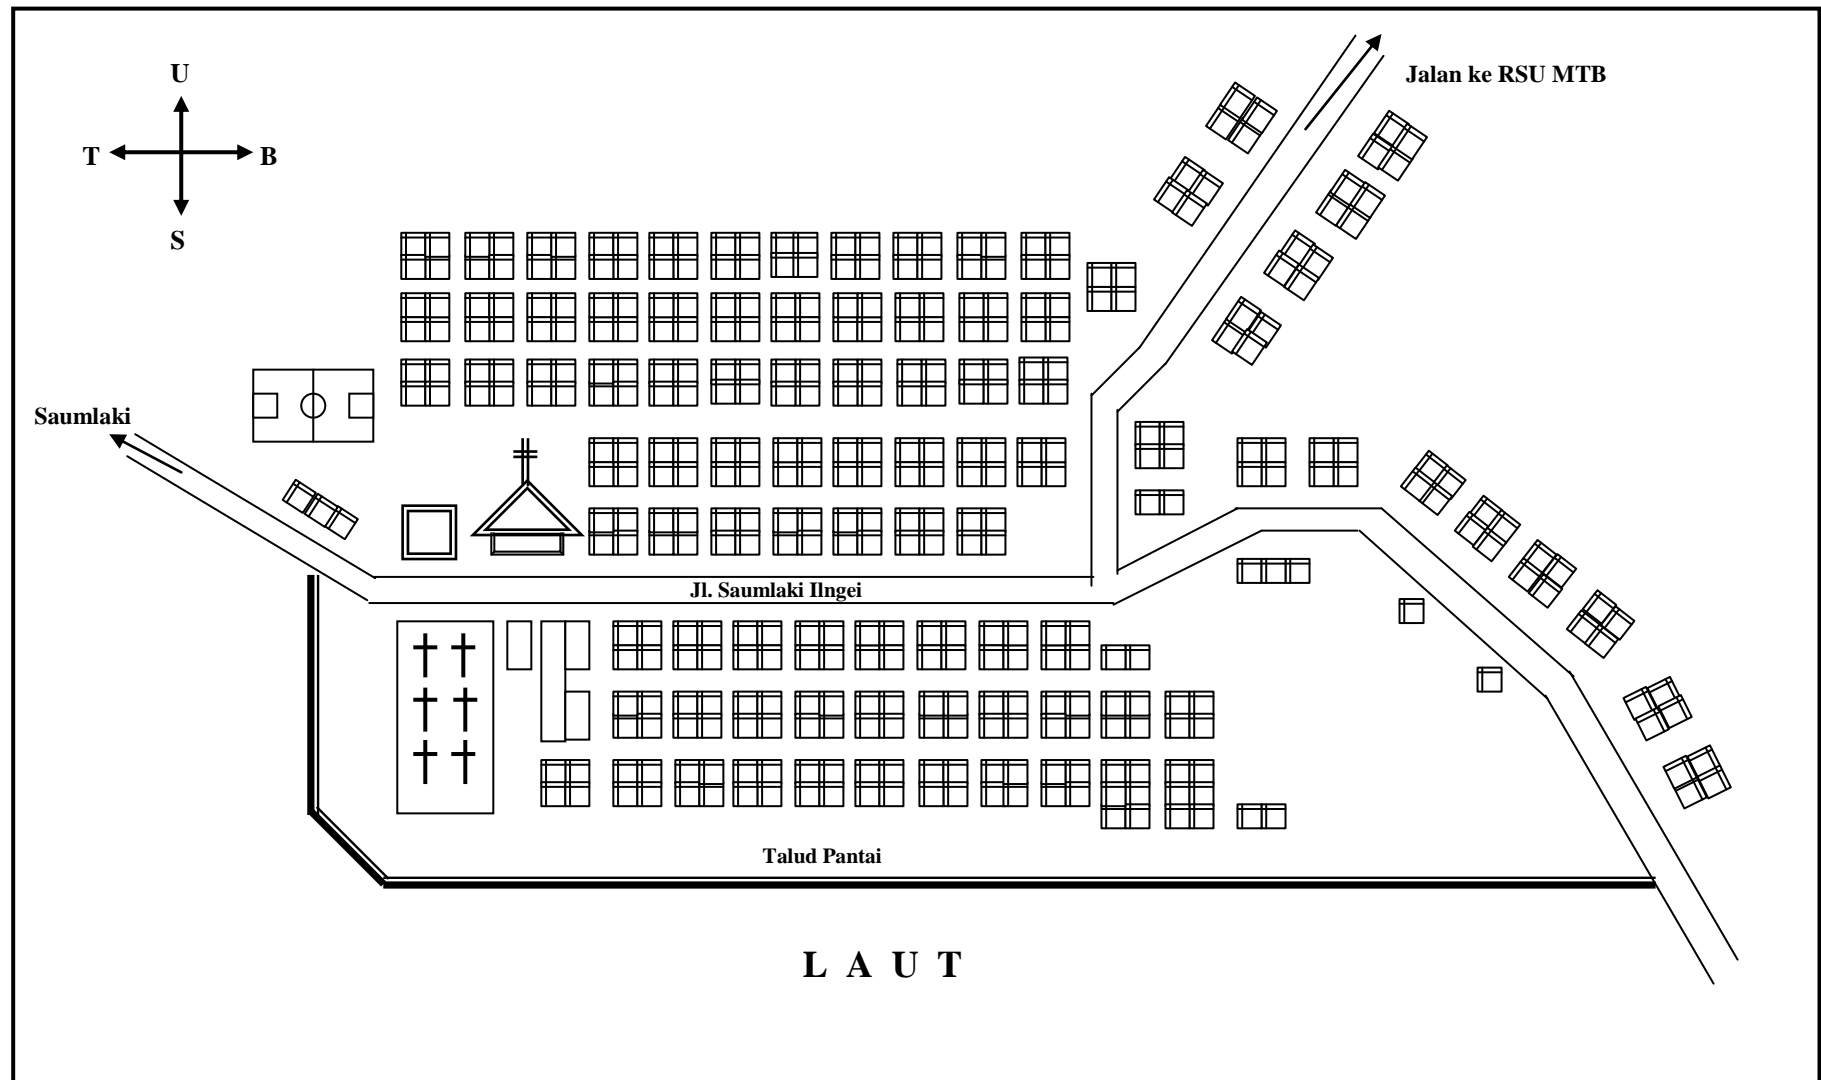 U
Jalan ke RSU MTB
T
B
S
Saumlaki
Jl. Saumlaki Ilngei
Talud Pantai
L A U T